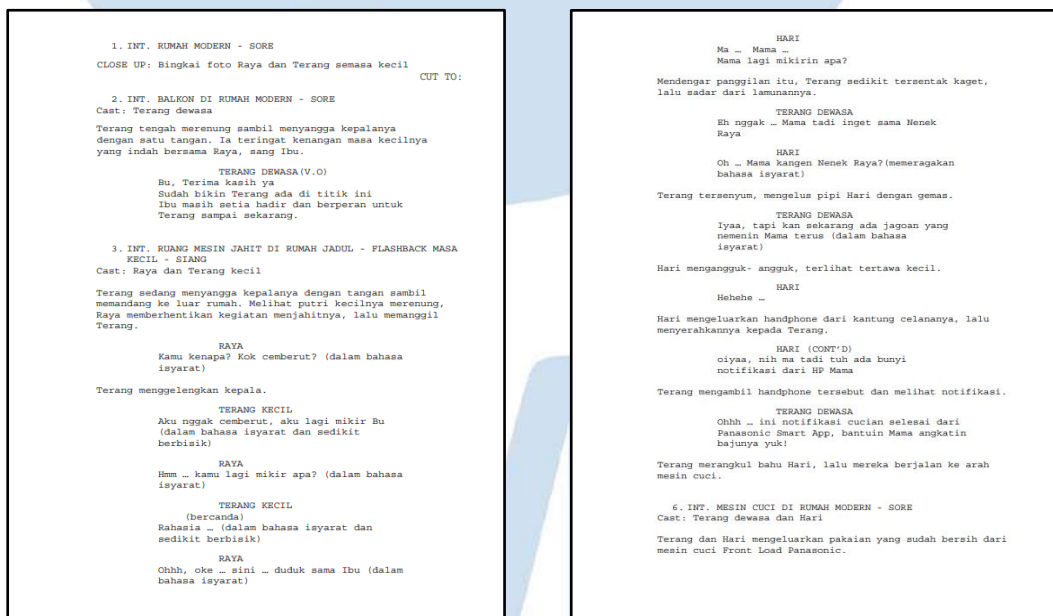 1. INT. RUMAH MODERN - SORE
CLOSE UP: Bingkai foto Raya dan Terang semasa kecil
CUT TO:
2. INT. BALKON DI RUMAH MODERN - SORE
Cast: Terang dewasa
Terang tengah merenung sambil menyangga kepalanya
dengan satu tangan. Ia teringat kenangan masa kecilnya
yang indah bersama Raya, sang Ibu.
TERANG DEWASA(V.O)
Bu, Terima kasih ya
Sudah bikin Terang ada di titik ini
Ibu masih setia hadir dan berperan untuk
Terang sampai sekarang.
3. INT. RUANG MESIN JAHIT DI RUMAH JADUL - FLASHBACK MASA
KECIL - SIANG
Cast: Raya dan Terang kecil
Terang sedang menyangga kepalanya dengan tangan sambil
memandang ke luar rumah. Melihat putri kecilnya merenung,
Raya memberhentikan kegiatan menjahitnya, lalu memanggil
Terang.
RAYA
Kamu kenapa? Kok cemberut? (dalam bahasa
isyarat)
Terang menggelengkan kepala.
TERANG KECIL
Aku nggak cemberut, aku lagi mikir Bu
(dalam bahasa isyarat dan sedikit
berbisik)
RAYA
Hmm … kamu lagi mikir apa? (dalam bahasa
isyarat)
TERANG KECIL
(bercanda)
Rahasia … (dalam bahasa isyarat dan
sedikit berbisik)
RAYA
Ohhh, oke … sini … duduk sama Ibu (dalam
bahasa isyarat)
HARI
Ma … Mama …
Mama lagi mikirin apa?
Mendengar panggilan itu, Terang sedikit tersentak kaget,
lalu sadar dari lamunannya.
TERANG DEWASA
Eh nggak … Mama tadi inget sama Nenek
Raya
HARI
Oh … Mama kangen Nenek Raya?(memeragakan
bahasa isyarat)
Terang tersenyum, mengelus pipi Hari dengan gemas.
TERANG DEWASA
Iyaa, tapi kan sekarang ada jagoan yang
nemenin Mama terus (dalam bahasa
isyarat)
Hari mengangguk- angguk, terlihat tertawa kecil.
HARI
Hehehe …
Hari mengeluarkan handphone dari kantung celananya, lalu
menyerahkannya kepada Terang.
HARI (CONT'D)
oiyaa, nih ma tadi tuh ada bunyi
notifikasi dari HP Mama
Terang mengambil handphone tersebut dan melihat notifikasi.
TERANG DEWASA
Ohhh … ini notifikasi cucian selesai dari
Panasonic Smart App, bantuin Mama angkatin
bajunya yuk!
Terang merangkul bahu Hari, lalu mereka berjalan ke arah
mesin cuci.
6. INT. MESIN CUCI DI RUMAH MODERN - SORE
Cast: Terang dewasa dan Hari
Terang dan Hari mengeluarkan pakaian yang sudah bersih dari
mesin cuci Front Load Panasonic.